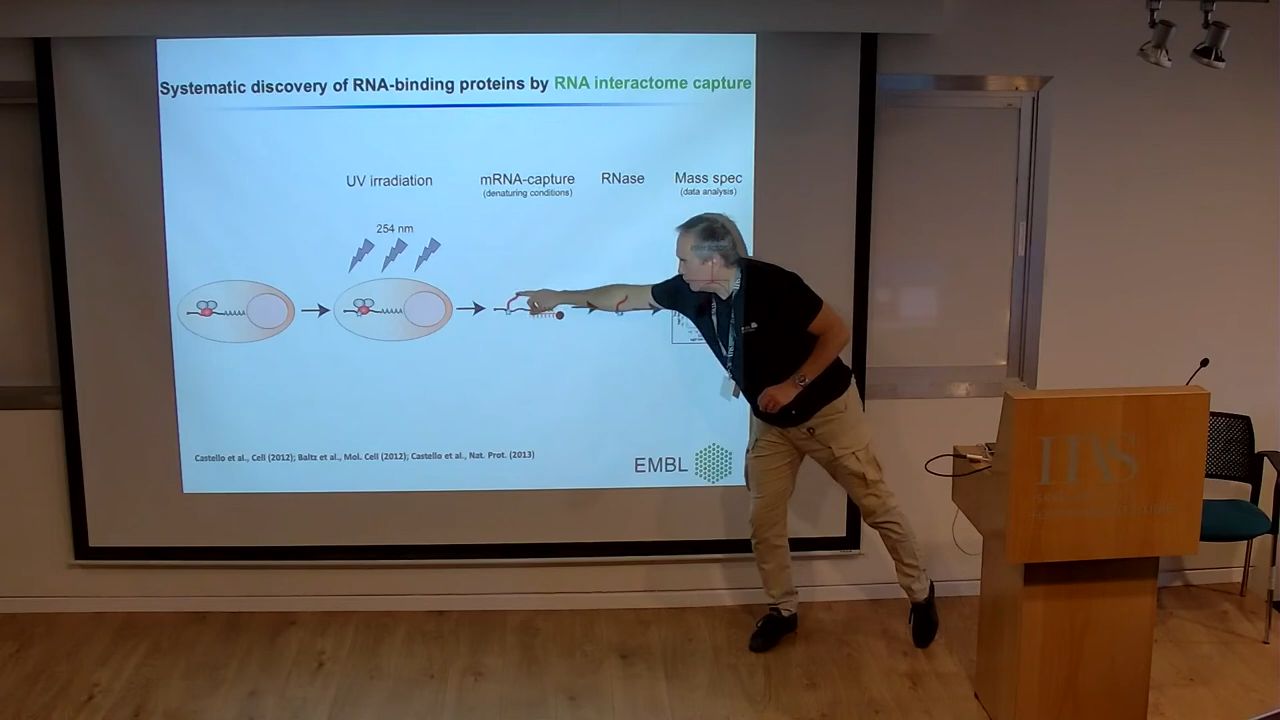 Systematic discovery of RNA-binding proteins by RNA interactome capture
UV irradiation
mRNA-capture
(denaturing conditions)
RNase
Mass spec
(data analysis)
254 nm
Castello et al., Cell (2012); Baltz et al., Mol. Cell (2012); Castello et al., Nat. Prot. (2013)
EMBL
IIAS